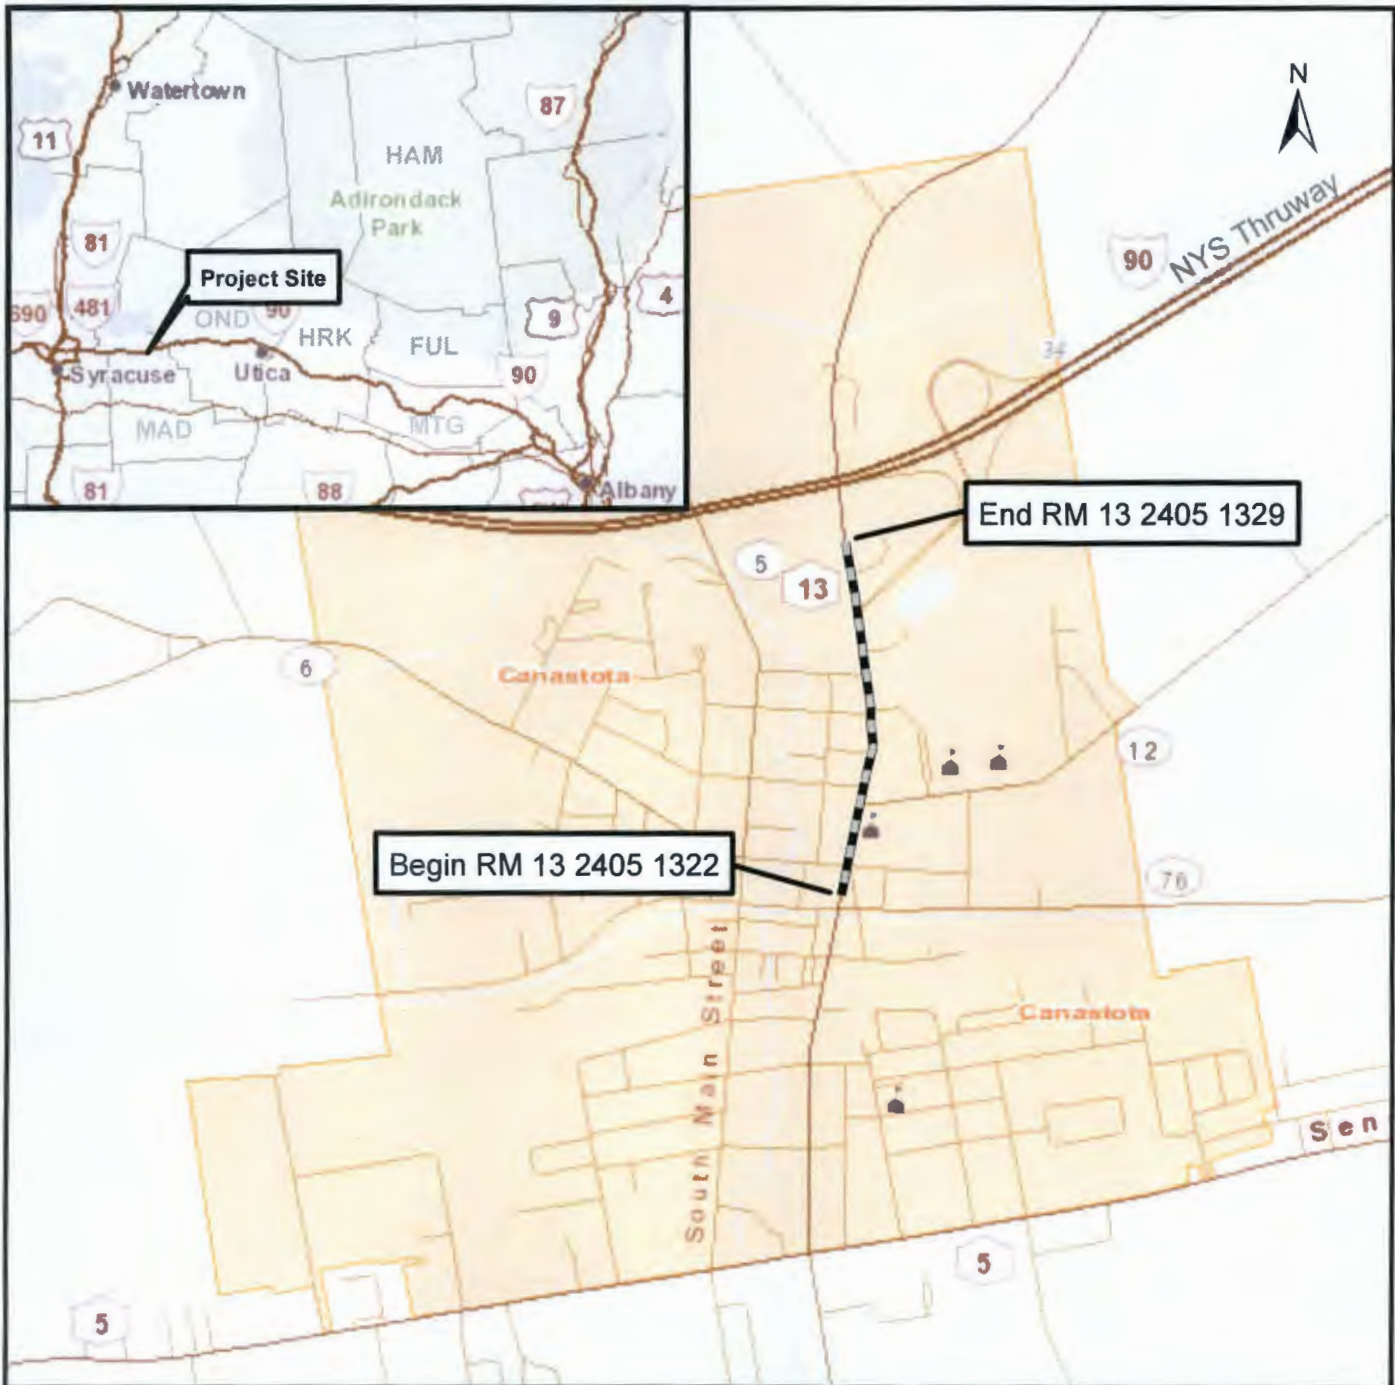 Watertown
11
87
HAM
Adirondack
Park
81
Project Site
690
481
OND
90
HRK
FUL
9
4
Syracuse
Utica
90
MAD
MTG
81
88
Albany
N
NYS Thruway
90
34
End RM 13 2405 1329
5
13
6
Canastota
12
Begin RM 13 2405 1322
76
South Main Street
Canastota
Sen
5
5